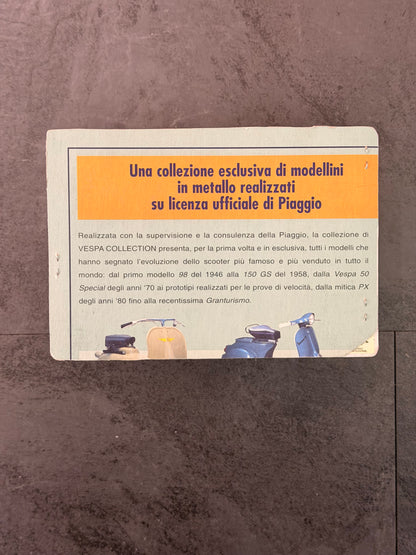 Una collezione esclusiva di modellini
in metallo realizzati
su licenza ufficiale di Piaggio
Realizzata con la supervisione e la consulenza della Piaggio, la collezione di
VESPA COLLECTION presenta, per la prima volta e in esclusiva, tutti i modelli che
hanno segnato l'evoluzione dello scooter più famoso e più venduto in tutto il
mondo: dal primo modello 98 del 1946 alla 150 GS del 1958, dalla Vespa 50
Special degli anni '70 ai prototipi realizzati per le prove di velocità, dalla mitica PX
degli anni '80 fino alla recentissima Granturismo.